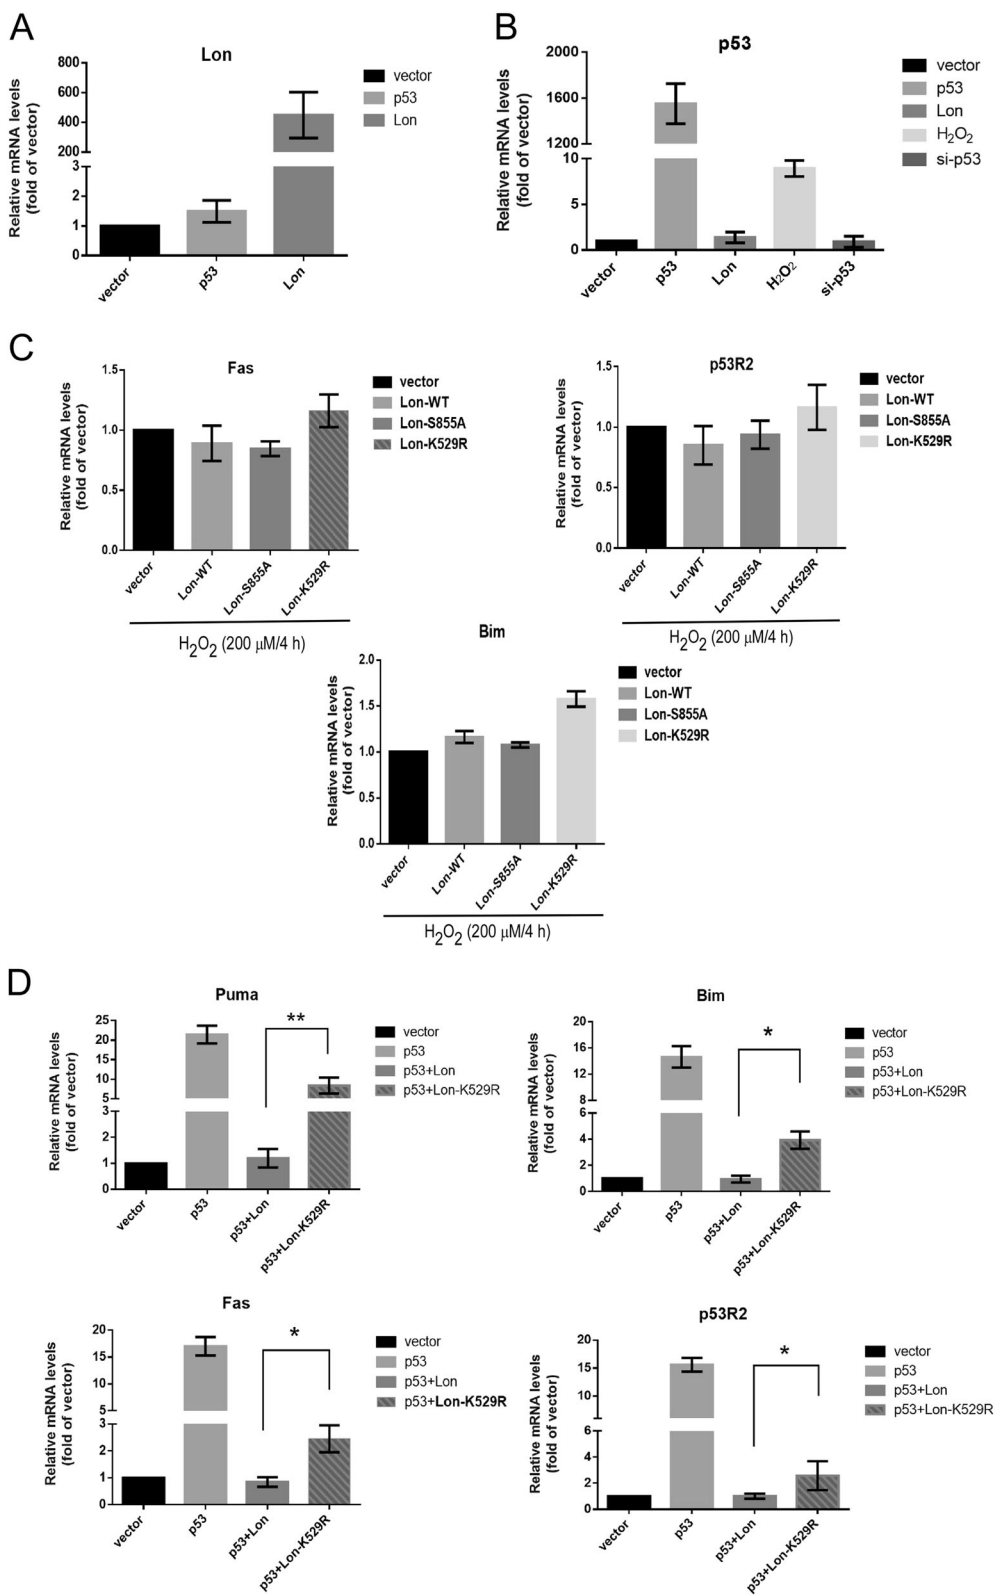 A
Lon
Relative mRNA levels
(fold of vector)
800
600
400
200
3
2
1
0
vector
p53
Lon
vector
p53
Lon
B
p53
Relative mRNA levels
(fold of vector)
2000
1600
1200
10
5
0
vector
p53
Lon
H2O2
si-p53
vector
p53
Lon
H₂O₂
si-p53
C
Fas
Relative mRNA levels
(fold of vector)
1.5
1.0
0.5
0.0
vector
Lon-WT
Lon-S855A
Lon-K529R
H₂O₂ (200 µM/4 h)
vector
Lon-WT
Lon-S855A
Lon-K529R
p53R2
Relative mRNA levels
(fold of vector)
1.5
1.0
0.5
0.0
vector
Lon-WT
Lon-S855A
Lon-K529R
H₂O₂ (200 µM/4 h)
vector
Lon-WT
Lon-S855A
Lon-K529R
Bim
Relative mRNA levels
(fold of vector)
2.0
1.5
1.0
0.5
0.0
vector
Lon-WT
Lon-S855A
Lon-K529R
H₂O₂ (200 µM/4 h)
vector
Lon-WT
Lon-S855A
Lon-K529R
D
Puma
Relative mRNA levels
(fold of vector)
25
20
15
10
5
3
2
1
0
**
vector
p53
p53+Lon
p53+Lon-K529R
vector
p53
p53+Lon
p53+Lon-K529R
Bim
Relative mRNA levels
(fold of vector)
20
16
12
8
6
4
2
0
*
vector
p53
p53+Lon
p53+Lon-K529R
vector
p53
p53+Lon
p53+Lon-K529R
Fas
Relative mRNA levels
(fold of vector)
20
15
10
5
3
2
1
0
*
vector
p53
p53+Lon
p53+Lon-K529R
vector
p53
p53+Lon
p53+Lon-K529R
p53R2
Relative mRNA levels
(fold of vector)
20
15
10
6
4
2
0
*
vector
p53
p53+Lon
p53+Lon-K529R
vector
p53
p53+Lon
p53+Lon-K529R